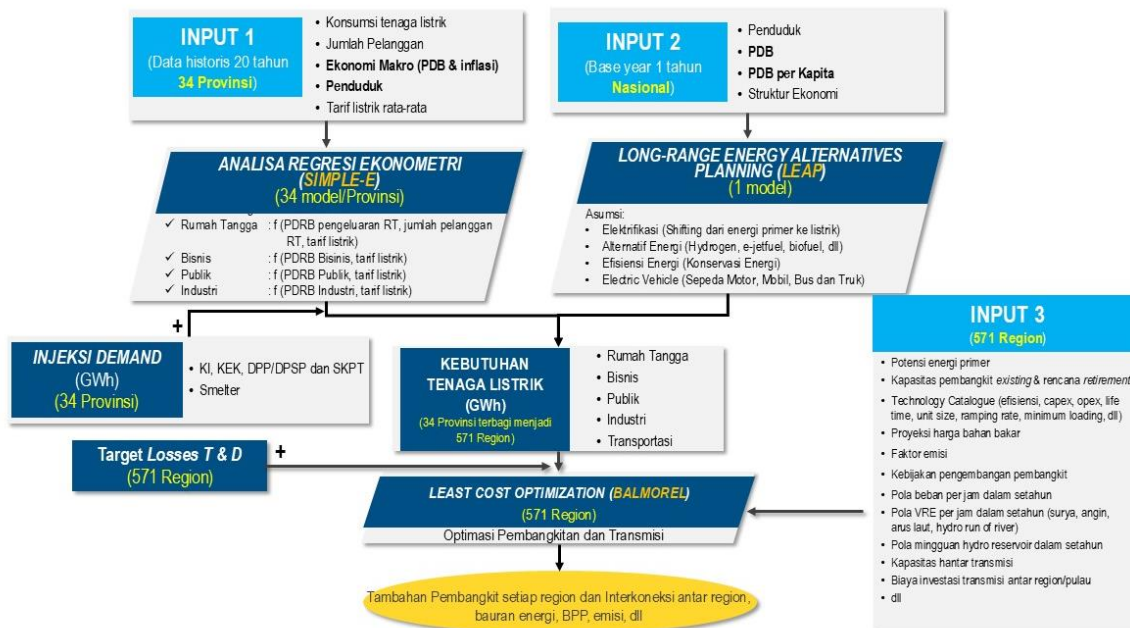 INPUT 1
(Data historis 20 tahun
34 Provinsi)
• Konsumsi tenaga listrik
• Jumlah Pelanggan
• Ekonomi Makro (PDB & inflasi)
• Penduduk
• Tarif listrik rata-rata
INPUT 2
(Base year 1 tahun
Nasional)
• Penduduk
• PDB
• PDB per Kapita
• Struktur Ekonomi
ANALISA REGRESI EKONOMETRI
(SIMPLE-E)
(34 model/Provinsi)
✓ Rumah Tangga : f (PDRB pengeluaran RT, jumlah pelanggan
RT, tarif listrik)
✓ Bisnis : f (PDRB Bisinis, tarif listrik)
✓ Publik : f (PDRB Publik, tarif listrik)
✓ Industri : f (PDRB Industri, tarif listrik)
LONG-RANGE ENERGY ALTERNATIVES
PLANNING (LEAP)
(1 model)
Asumsi:
• Elektrifikasi (Shifting dari energi primer ke listrik)
• Alternatif Energi (Hydrogen, e-jetfuel, biofuel, dll)
• Efisiensi Energi (Konservasi Energi)
• Electric Vehicle (Sepeda Motor, Mobil, Bus dan Truk)
+
INJEKSI DEMAND
(GWh)
(34 Provinsi)
• KI, KEK, DPP/DPSP dan SKPT
• Smelter
KEBUTUHAN
TENAGA LISTRIK
(GWh)
(34 Provinsi terbagi menjadi
571 Region)
• Rumah Tangga
• Bisnis
• Publik
• Industri
• Transportasi
Target Losses T & D
(571 Region)
+
LEAST COST OPTIMIZATION (BALMOREL)
(571 Region)
Optimasi Pembangkitan dan Transmisi
Tambahan Pembangkit setiap region dan Interkoneksi antar region,
bauran energi, BPP, emisi, dll
INPUT 3
(571 Region)
• Potensi energi primer
• Kapasitas pembangkit existing & rencana retirement
• Technology Catalogue (efisiensi, capex, opex, life
time, unit size, ramping rate, minimum loading, dll)
• Proyeksi harga bahan bakar
• Faktor emisi
• Kebijakan pengembangan pembangkit
• Pola beban per jam dalam setahun
• Pola VRE per jam dalam setahun (surya, angin,
arus laut, hydro run of river)
• Pola mingguan hydro reservoir dalam setahun
• Kapasitas hantar transmisi
• Biaya investasi transmisi antar region/pulau
• dll